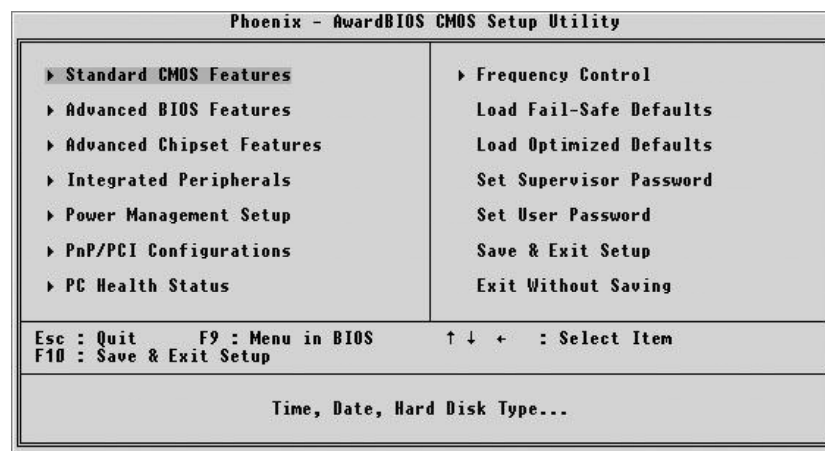 Phoenix - AwardBIOS CMOS Setup Utility
▸ Standard CMOS Features
▸ Advanced BIOS Features
▸ Advanced Chipset Features
▸ Integrated Peripherals
▸ Power Management Setup
▸ PnP/PCI Configurations
▸ PC Health Status
▸ Frequency Control
Load Fail-Safe Defaults
Load Optimized Defaults
Set Supervisor Password
Set User Password
Save & Exit Setup
Exit Without Saving
Esc : Quit F9 : Menu in BIOS ↑ ↓ ← : Select Item
F10 : Save & Exit Setup
Time, Date, Hard Disk Type...